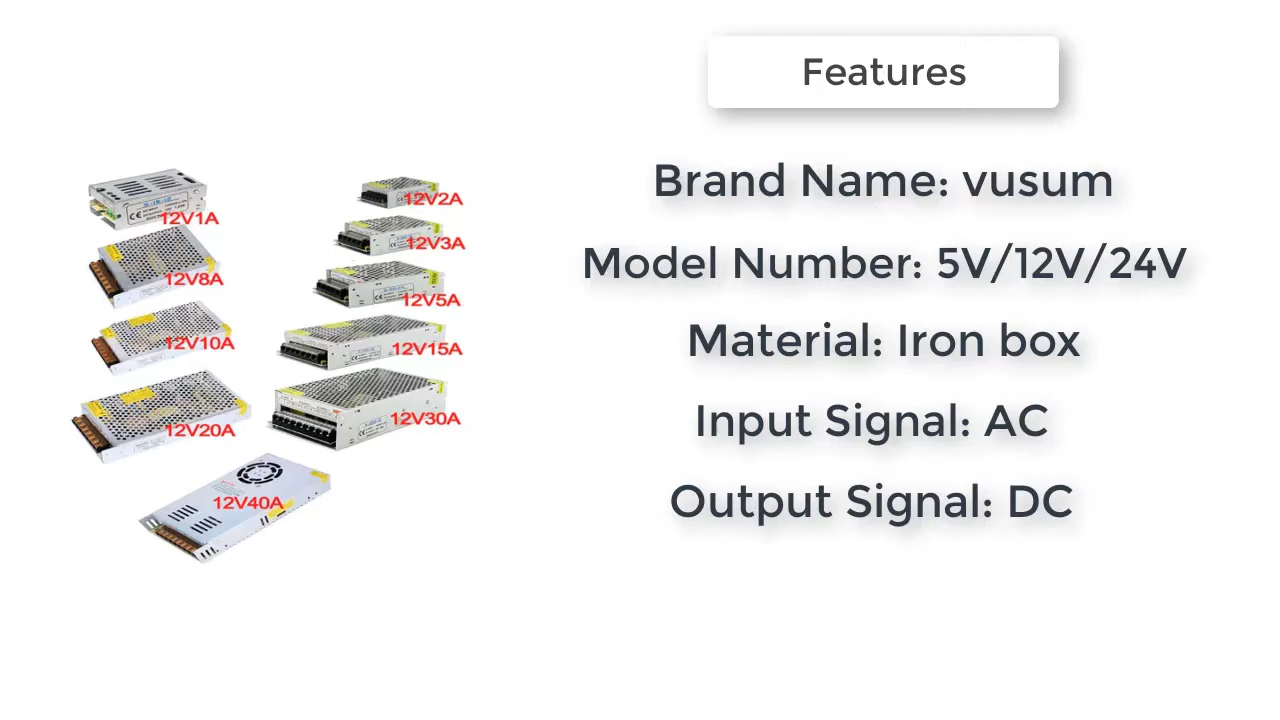 Features
Brand Name: vusum
Model Number: 5V/12V/24V
Material: Iron box
Input Signal: AC
Output Signal: DC
12V1A
12V2A
12V3A
12V8A
12V5A
12V10A
12V15A
12V20A
12V30A
12V40A